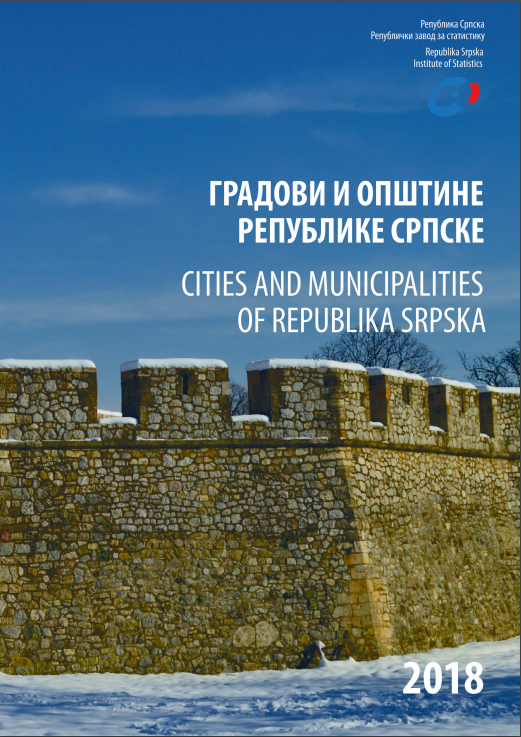 Република Српска
Републички завод за статистику
Republika Srpska
Institute of Statistics
ГРАДОВИ И ОПШТИНЕ
РЕПУБЛИКЕ СРПСКЕ
CITIES AND MUNICIPALITIES
OF REPUBLIKA SRPSKA
2018